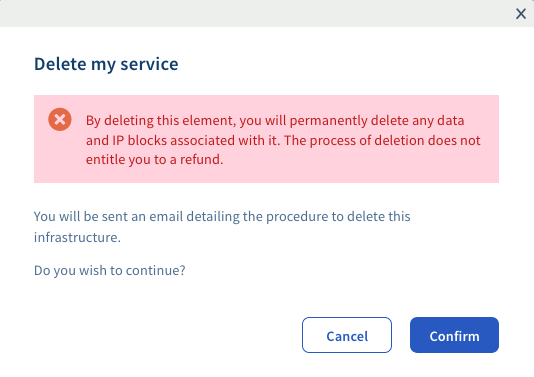 Delete my service
By deleting this element, you will permanently delete any data
and IP blocks associated with it. The process of deletion does not
entitle you to a refund.
You will be sent an email detailing the procedure to delete this
infrastructure.
Do you wish to continue?
Cancel
Confirm